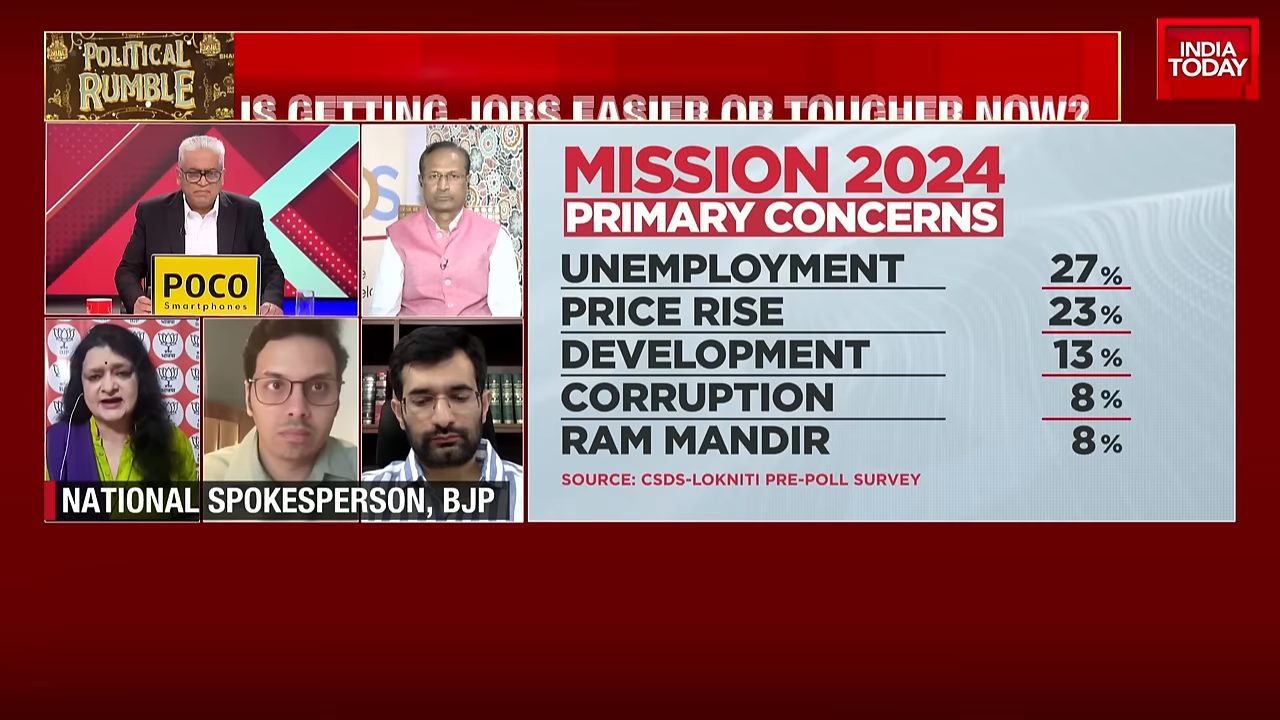 POLITICAL
RUMBLE
IS GETTING JOBS EASIER OR TOUGHER NOW?
INDIA
TODAY
MISSION 2024
PRIMARY CONCERNS
UNEMPLOYMENT 27%
PRICE RISE 23%
DEVELOPMENT 13%
CORRUPTION 8%
RAM MANDIR 8%
SOURCE: CSDS-LOKNITI PRE-POLL SURVEY
POCO
Smartphones
NATIONAL SPOKESPERSON, BJP